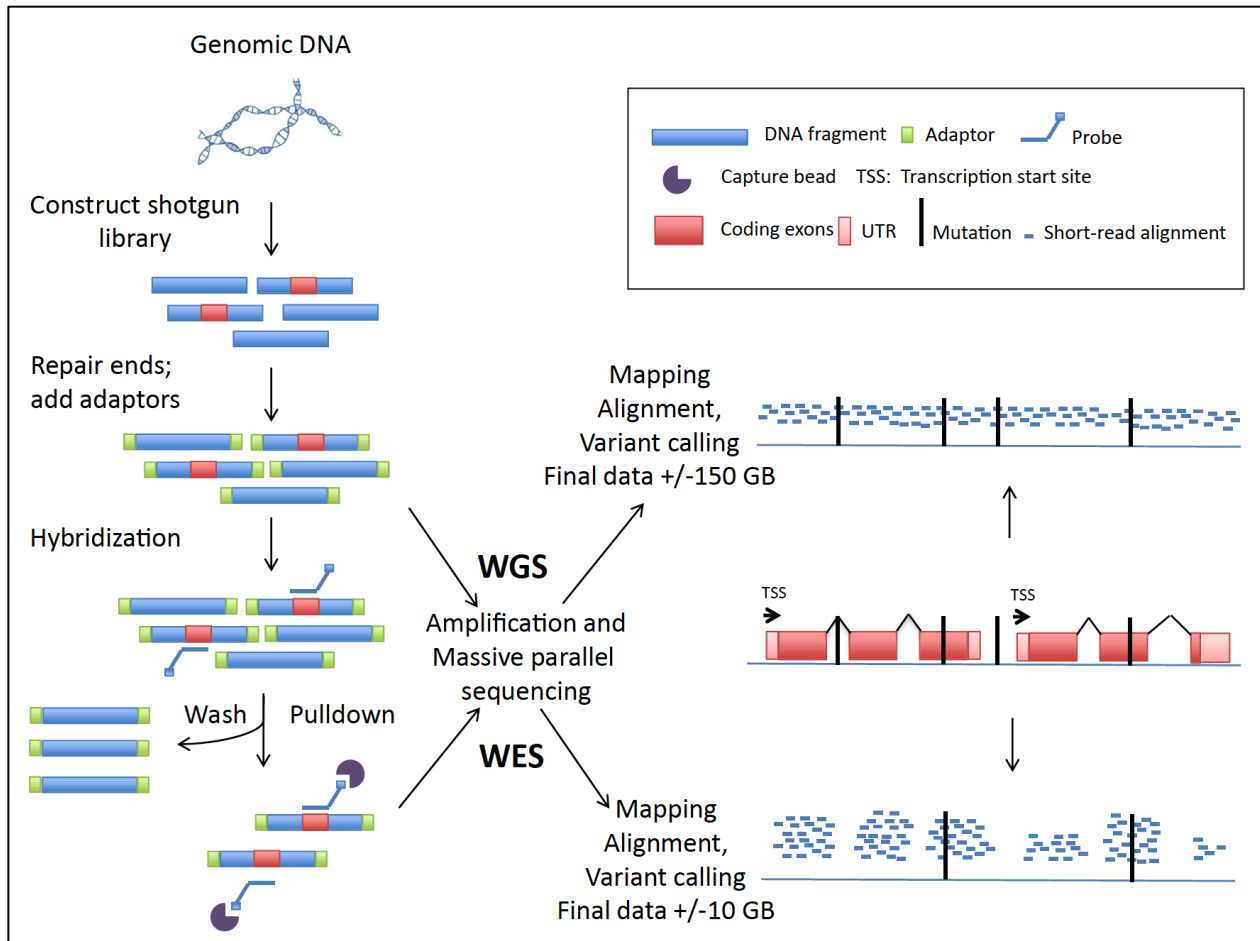 Genomic DNA
Construct shotgun
library
Repair ends;
add adaptors
Hybridization
Wash
Pulldown
WGS
Amplification and
Massive parallel
sequencing
WES
Mapping
Alignment,
Variant calling
Final data +/-150 GB
Mapping
Alignment,
Variant calling
Final data +/-10 GB
DNA fragment
Adaptor
Probe
Capture bead
TSS: Transcription start site
Coding exons
UTR
Mutation
Short-read alignment
TSS
TSS